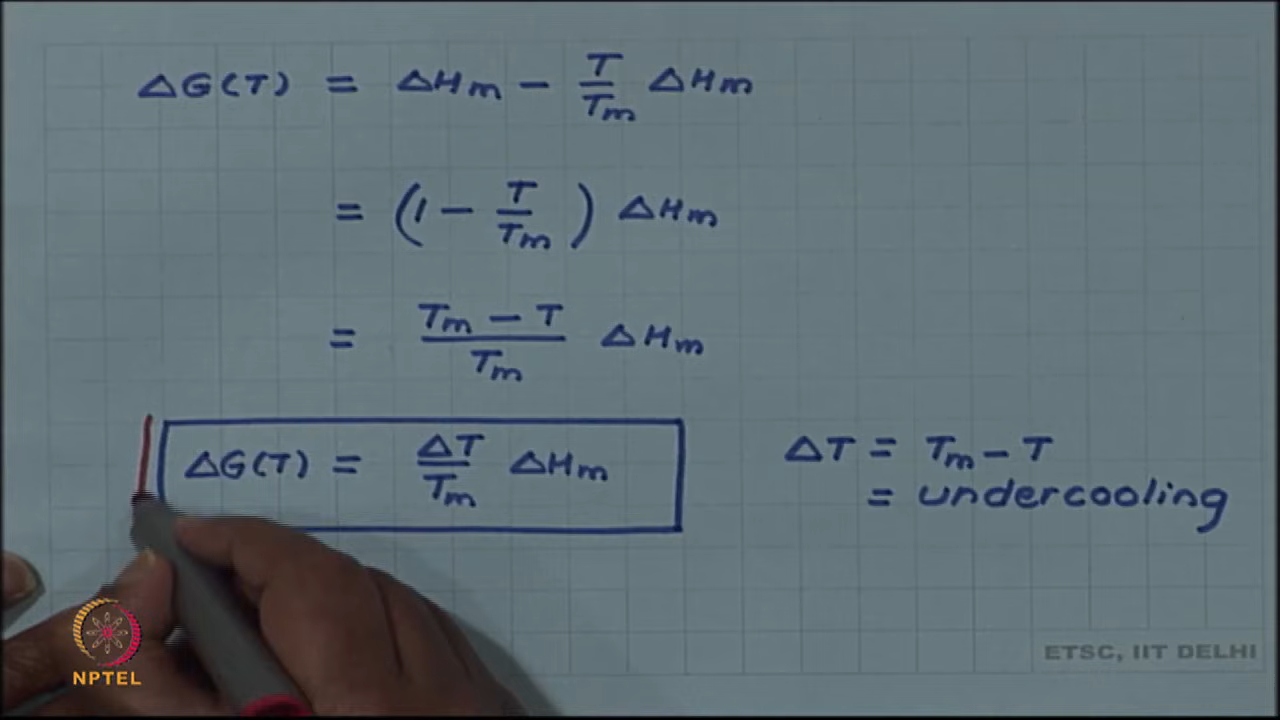 ΔG(T) = ΔHm − T/Tm ΔHm
= (1 − T/Tm) ΔHm
= (Tm − T)/Tm ΔHm
ΔG(T) = ΔT/Tm ΔHm
ΔT = Tm − T
= undercooling
NPTEL
ETSC, IIT DELHI